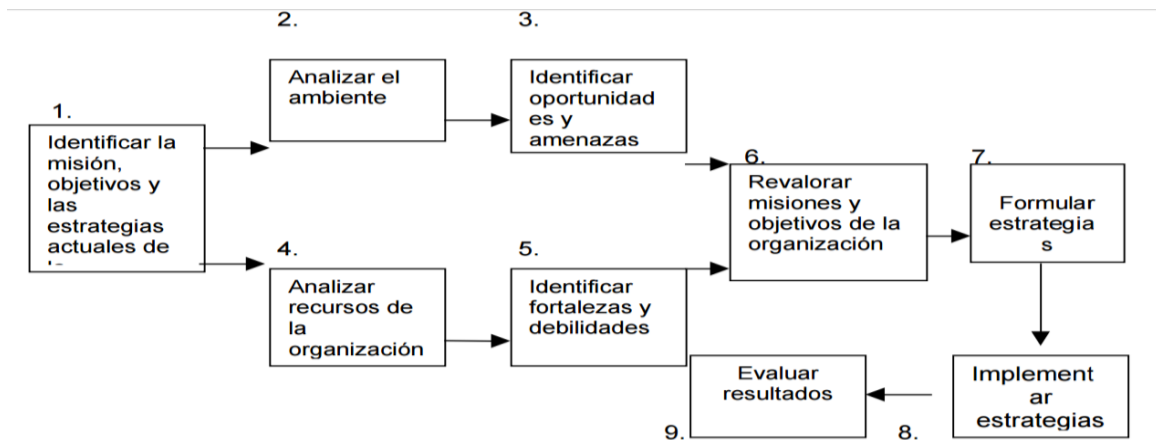 1.
Identificar la
misión,
objetivos y
las
estrategias
actuales de
2.
Analizar el
ambiente
3.
Identificar
oportunidad
es y
amenazas
4.
Analizar
recursos de
la
organización
5.
Identificar
fortalezas y
debilidades
6.
Revalorar
misiones y
objetivos de la
organización
7.
Formular
estrategia
s
8.
Implement
ar
estrategias
9.
Evaluar
resultados